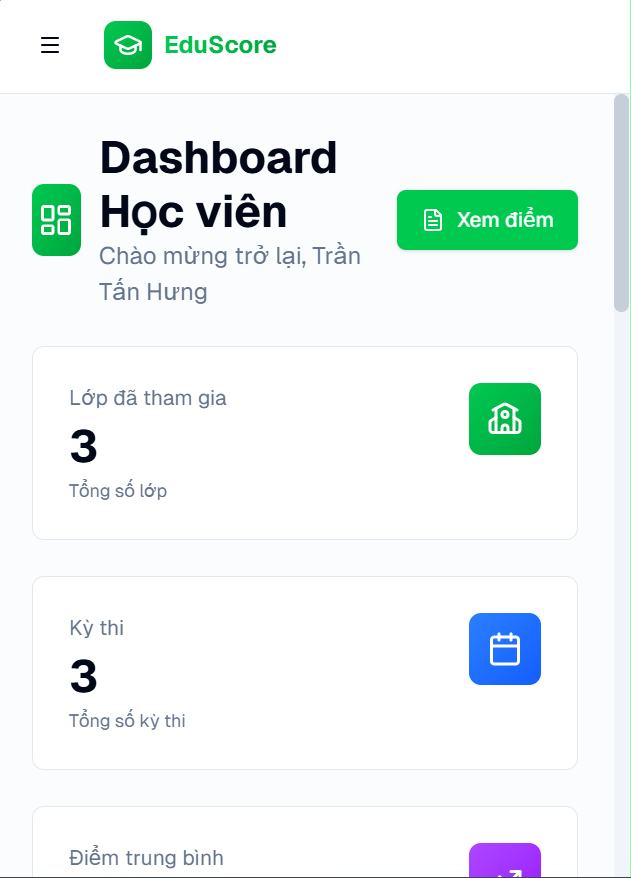 EduScore
Dashboard
Học viên
Chào mừng trở lại, Trần
Tấn Hưng
Xem điểm
Lớp đã tham gia
3
Tổng số lớp
Kỳ thi
3
Tổng số kỳ thi
Điểm trung bình